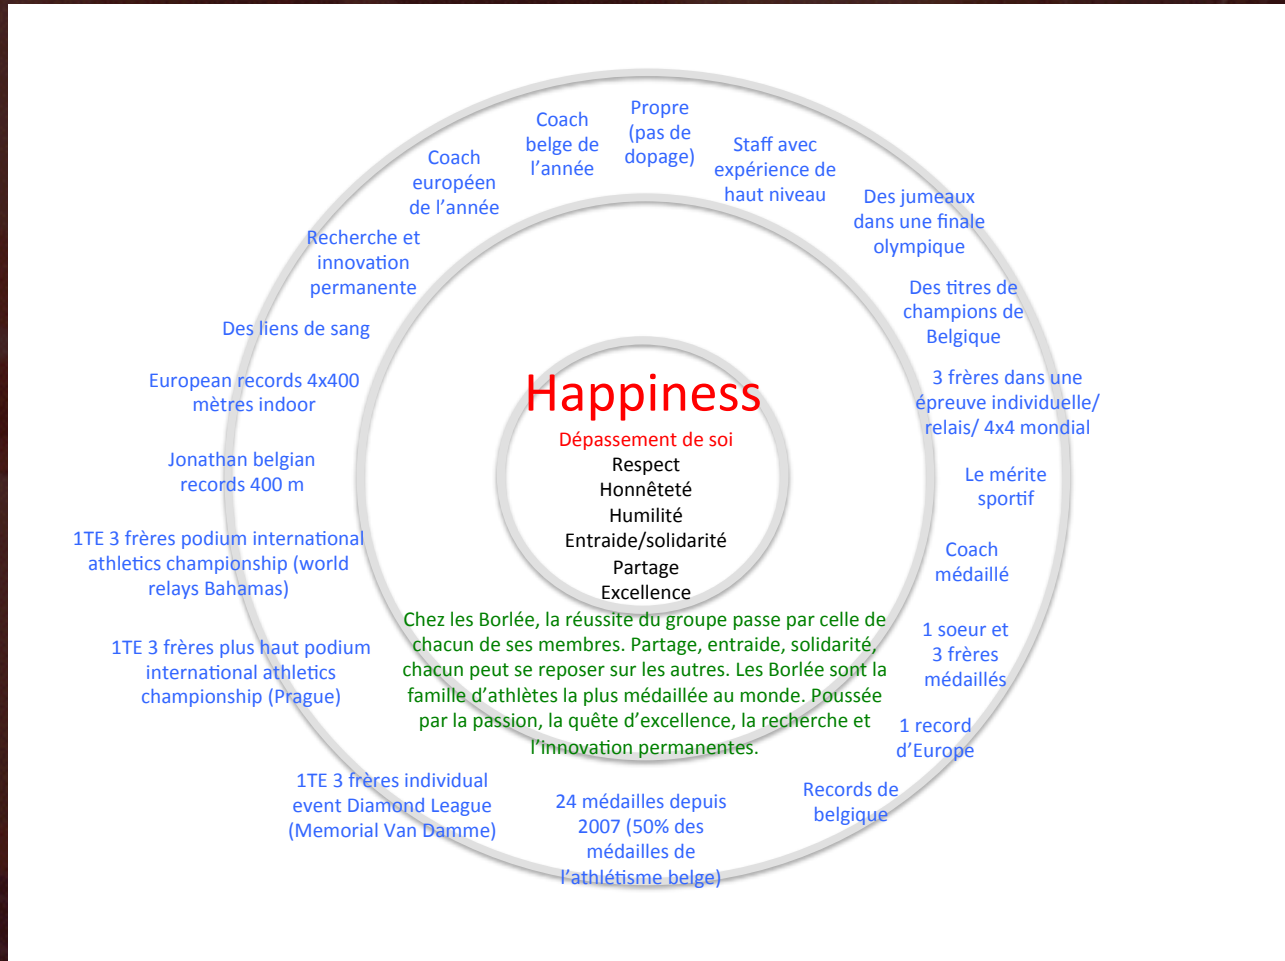 Propre
(pas de
dopage)
Coach
belge de
l’année
Staff avec
expérience de
haut niveau
Coach
européen
de l’année
Des jumeaux
dans une finale
olympique
Recherche et
innovation
permanente
Des titres de
champions de
Belgique
Des liens de sang
European records 4x400
mètres indoor
3 frères dans une
épreuve individuelle/
relais/ 4x4 mondial
Happiness
Dépassement de soi
Respect
Honnêteté
Humilité
Entraide/solidarité
Partage
Excellence
Jonathan belgian
records 400 m
Le mérite
sportif
1TE 3 frères podium international
athletics championship (world
relays Bahamas)
Coach
médaillé
Chez les Borlée, la réussite du groupe passe par celle de
chacun de ses membres. Partage, entraide, solidarité,
chacun peut se reposer sur les autres. Les Borlée sont la
famille d’athlètes la plus médaillée au monde. Poussée
par la passion, la quête d’excellence, la recherche et
l’innovation permanentes.
1TE 3 frères plus haut podium
international athletics
championship (Prague)
1 soeur et
3 frères
médaillés
1 record
d’Europe
1TE 3 frères individual
event Diamond League
(Memorial Van Damme)
24 médailles depuis
2007 (50% des
médailles de
l’athlétisme belge)
Records de
belgique